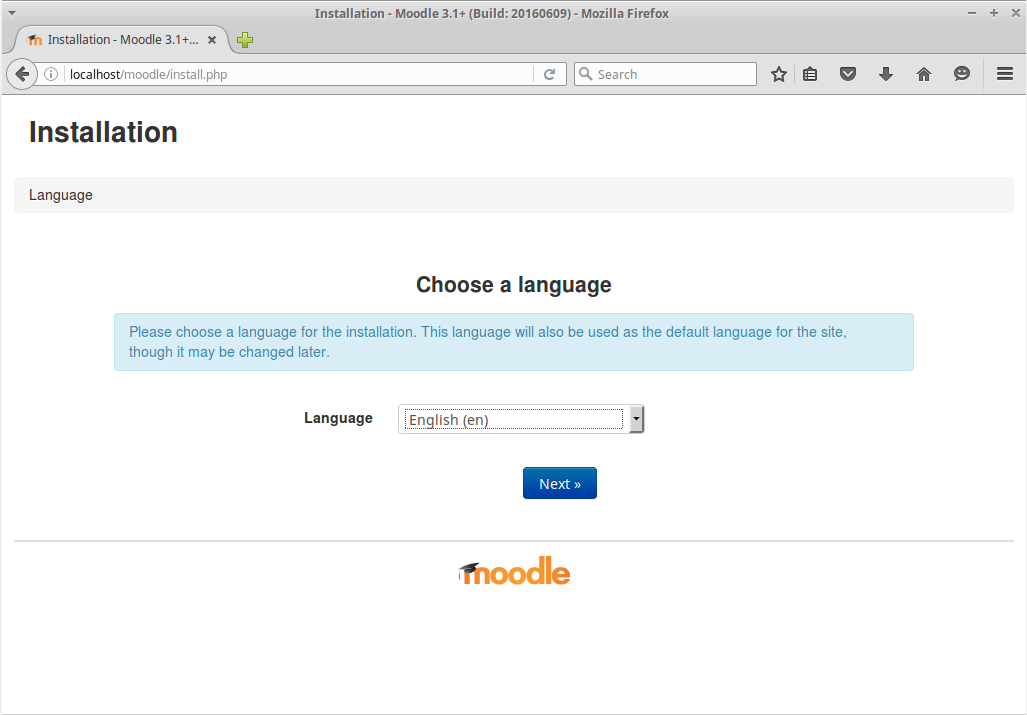 Installation - Moodle 3.1+ (Build: 20160609) - Mozilla Firefox
Installation - Moodle 3.1+...
localhost/moodle/install.php
Search
Installation
Language
Choose a language
Please choose a language for the installation. This language will also be used as the default language for the site,
though it may be changed later.
Language
English (en)
Next »
moodle